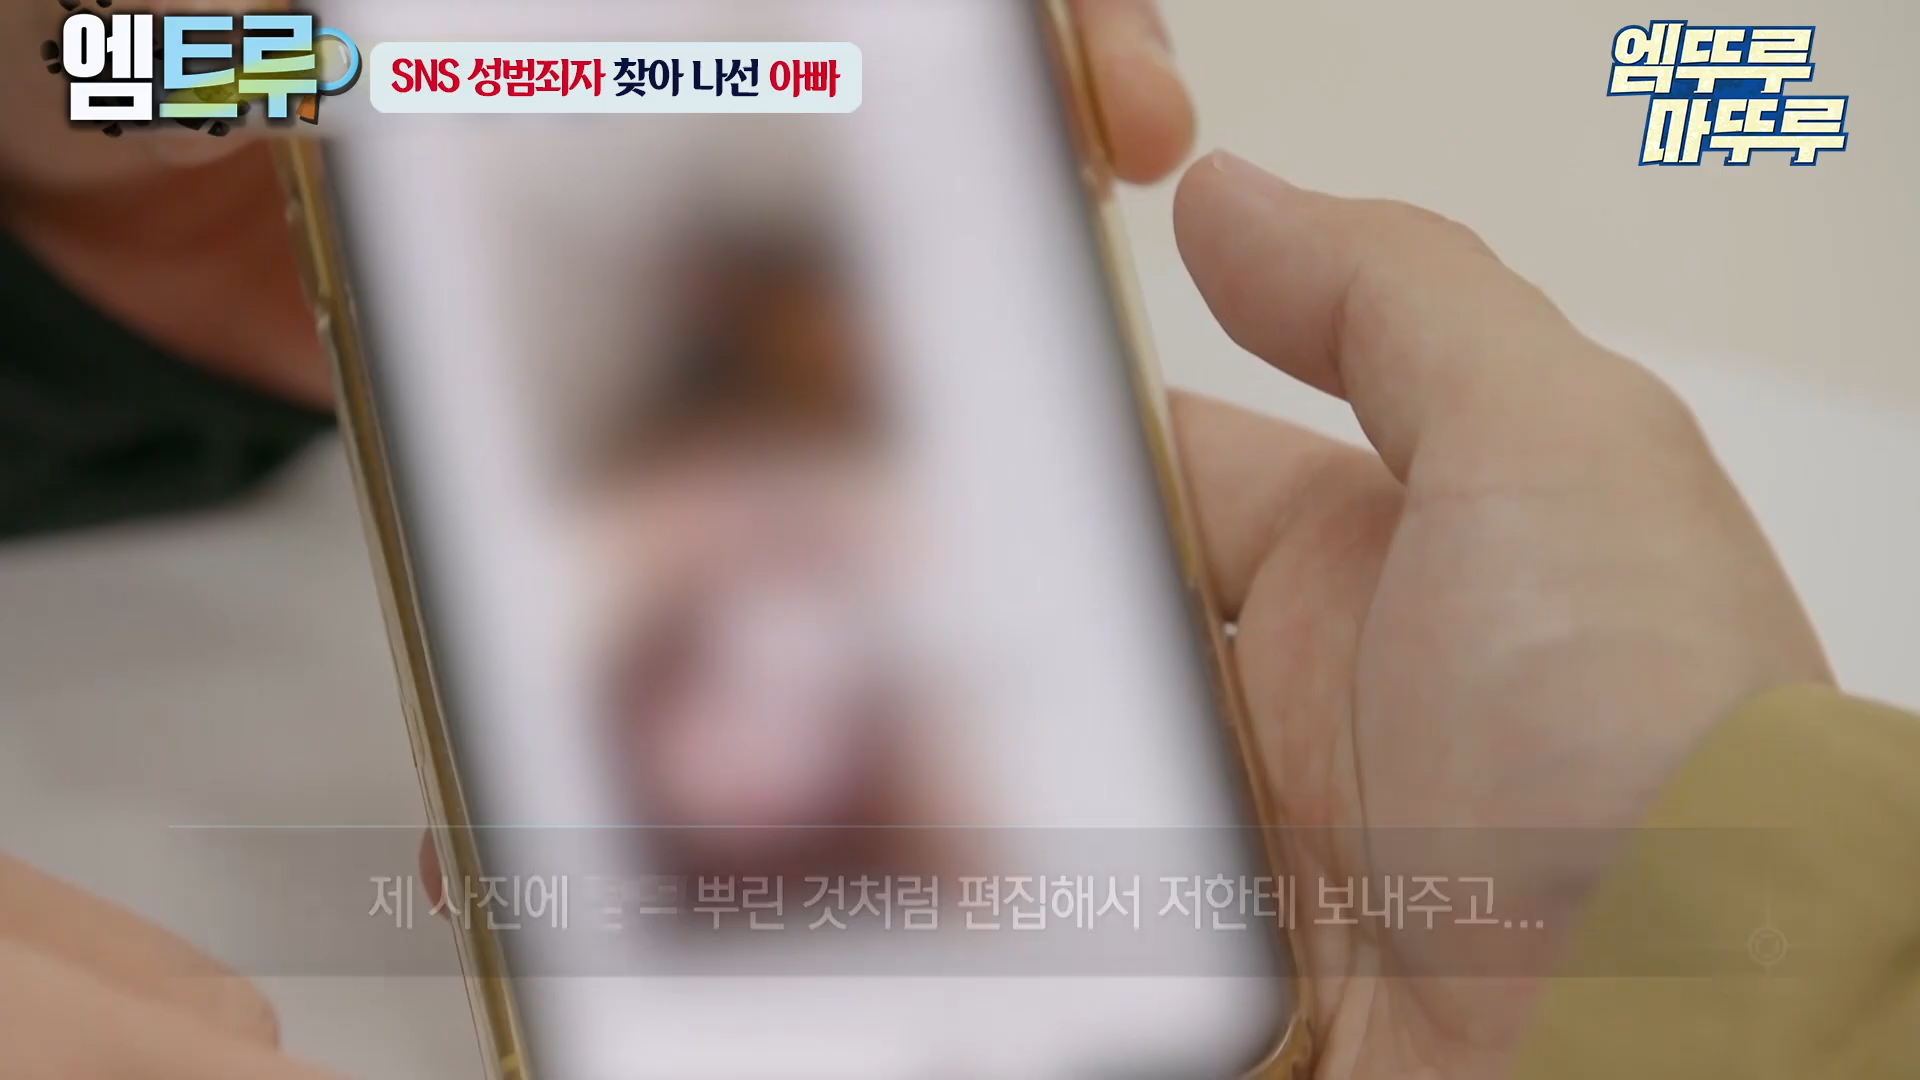 엠트루
SNS 성범죄자 찾아 나선 아빠
엠뚜루
마뚜루
제 사진에 뿌린 것처럼 편집해서 저한테 보내주고...